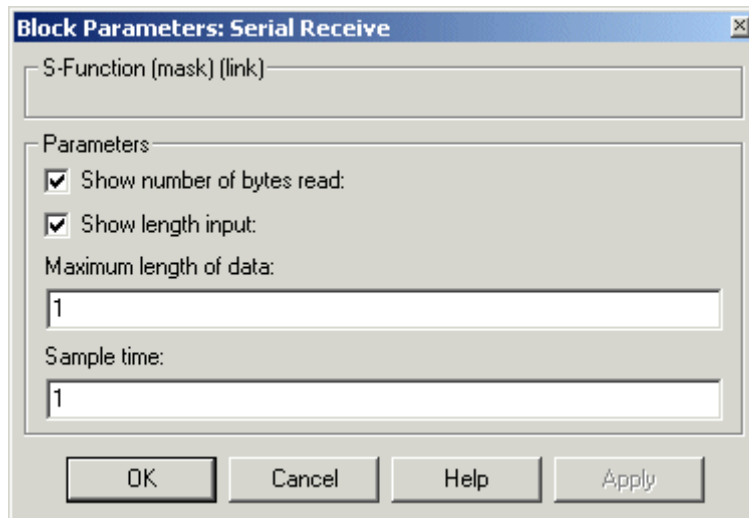 Block Parameters: Serial Receive
S-Function (mask) (link)
Parameters
Show number of bytes read:
Show length input:
Maximum length of data:
1
Sample time:
1
OK Cancel Help Apply